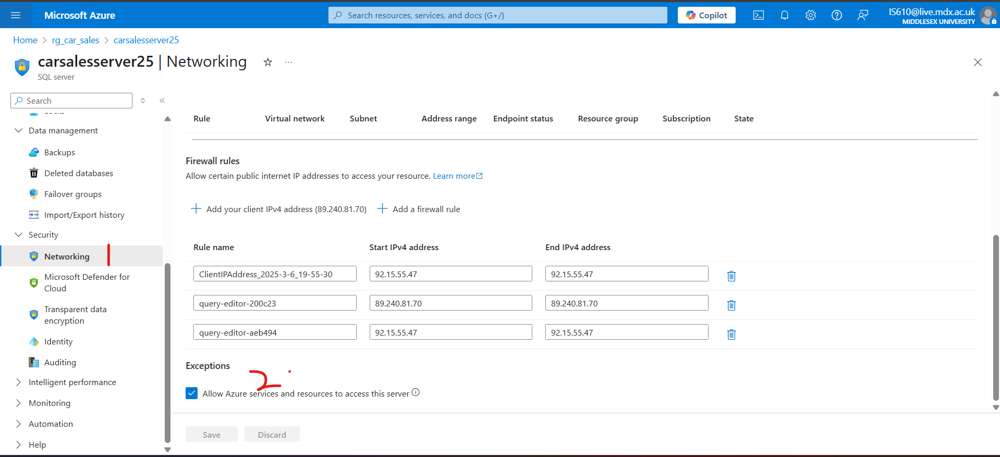 Microsoft Azure
Search resources, services, and docs (G+/)
Copilot
IS610@live.mdx.ac.uk
MIDDLESEX UNIVERSITY
Home > rg_car_sales > carsalesserver25
carsalesserver25 | Networking
SQL server
Search
Data management
Backups
Deleted databases
Failover groups
Import/Export history
Security
Networking
Microsoft Defender for
Cloud
Transparent data
encryption
Identity
Auditing
Intelligent performance
Monitoring
Automation
Help
Rule Virtual network Subnet Address range Endpoint status Resource group Subscription State
Firewall rules
Allow certain public internet IP addresses to access your resource. Learn more
+ Add your client IPv4 address (89.240.81.70) + Add a firewall rule
Rule name Start IPv4 address End IPv4 address
ClientIPAddress_2025-3-6_19-55-30 92.15.55.47 92.15.55.47
query-editor-200c23 89.240.81.70 89.240.81.70
query-editor-aeb494 92.15.55.47 92.15.55.47
Exceptions
2
Allow Azure services and resources to access this server
Save Discard